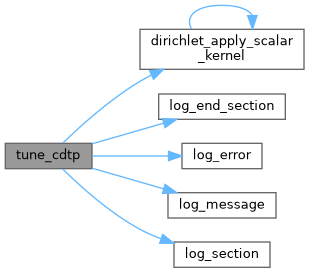 dirichlet_apply_scalar
_kernel
log_end_section
tune_cdtp
log_error
log_message
log_section